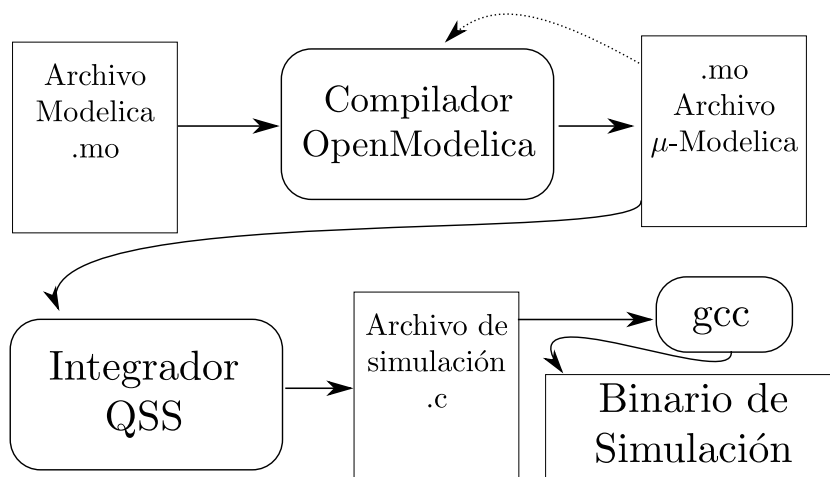 Archivo
Modelica
.mo
Compilador
OpenModelica
.mo
Archivo
μ-Modelica
Integrador
QSS
Archivo de
simulación
.c
gcc
Binario de
Simulación